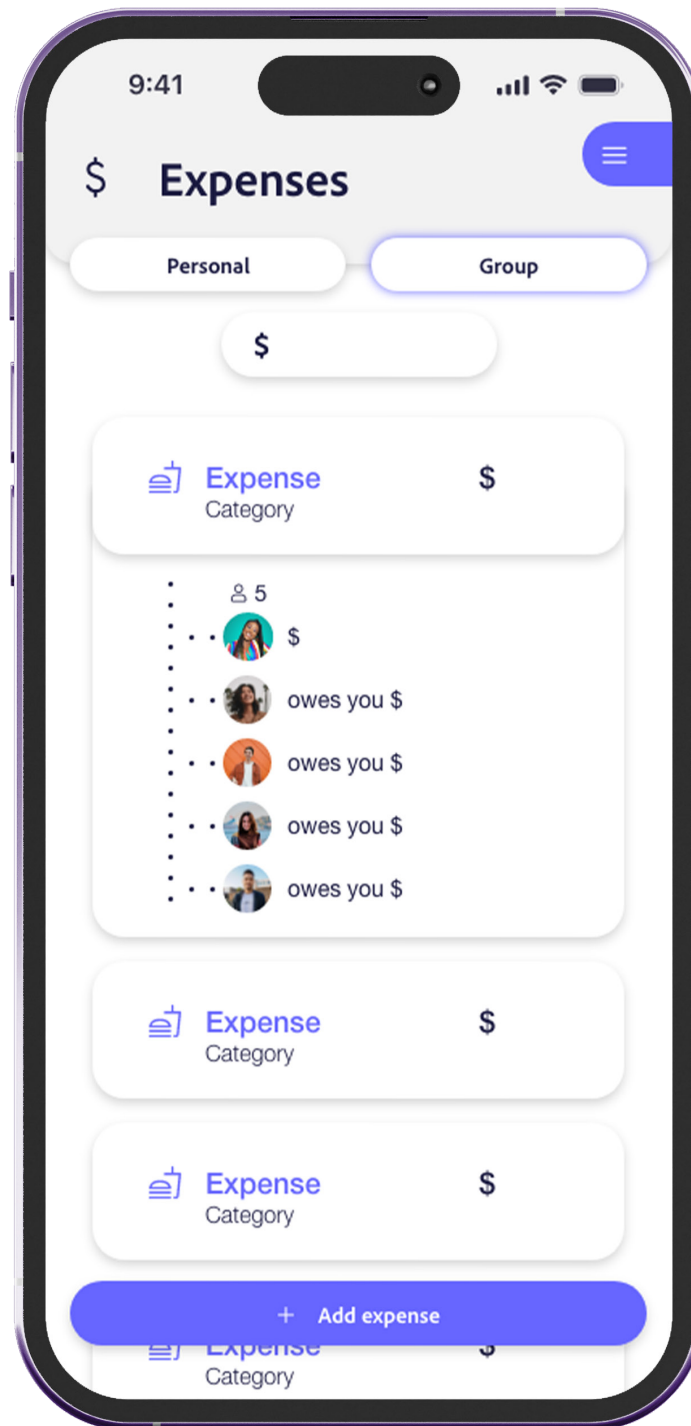 9:41
$ Expenses
Personal Group
$
Expense $
Category
5
$
owes you $
owes you $
owes you $
owes you $
Expense $
Category
Expense $
Category
+ Add expense
Expense $
Category